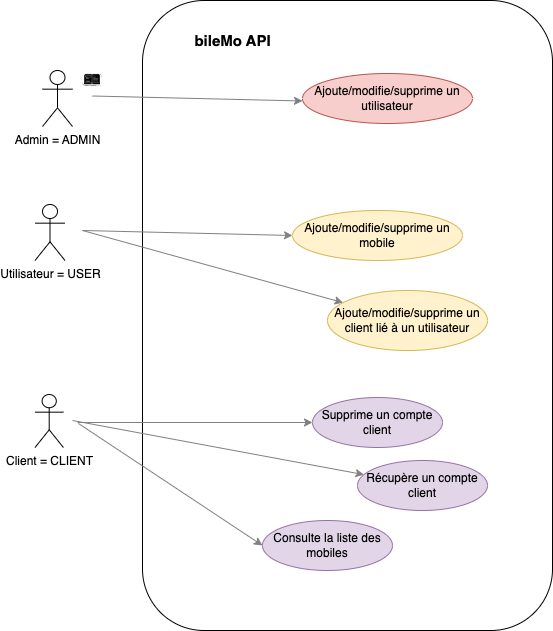 bileMo API
Ajoute/modifie/supprime un
utilisateur
Admin = ADMIN
Ajoute/modifie/supprime un
mobile
Utilisateur = USER
Ajoute/modifie/supprime un
client lié à un utilisateur
Supprime un compte
client
Client = CLIENT
Récupère un compte
client
Consulte la liste des
mobiles